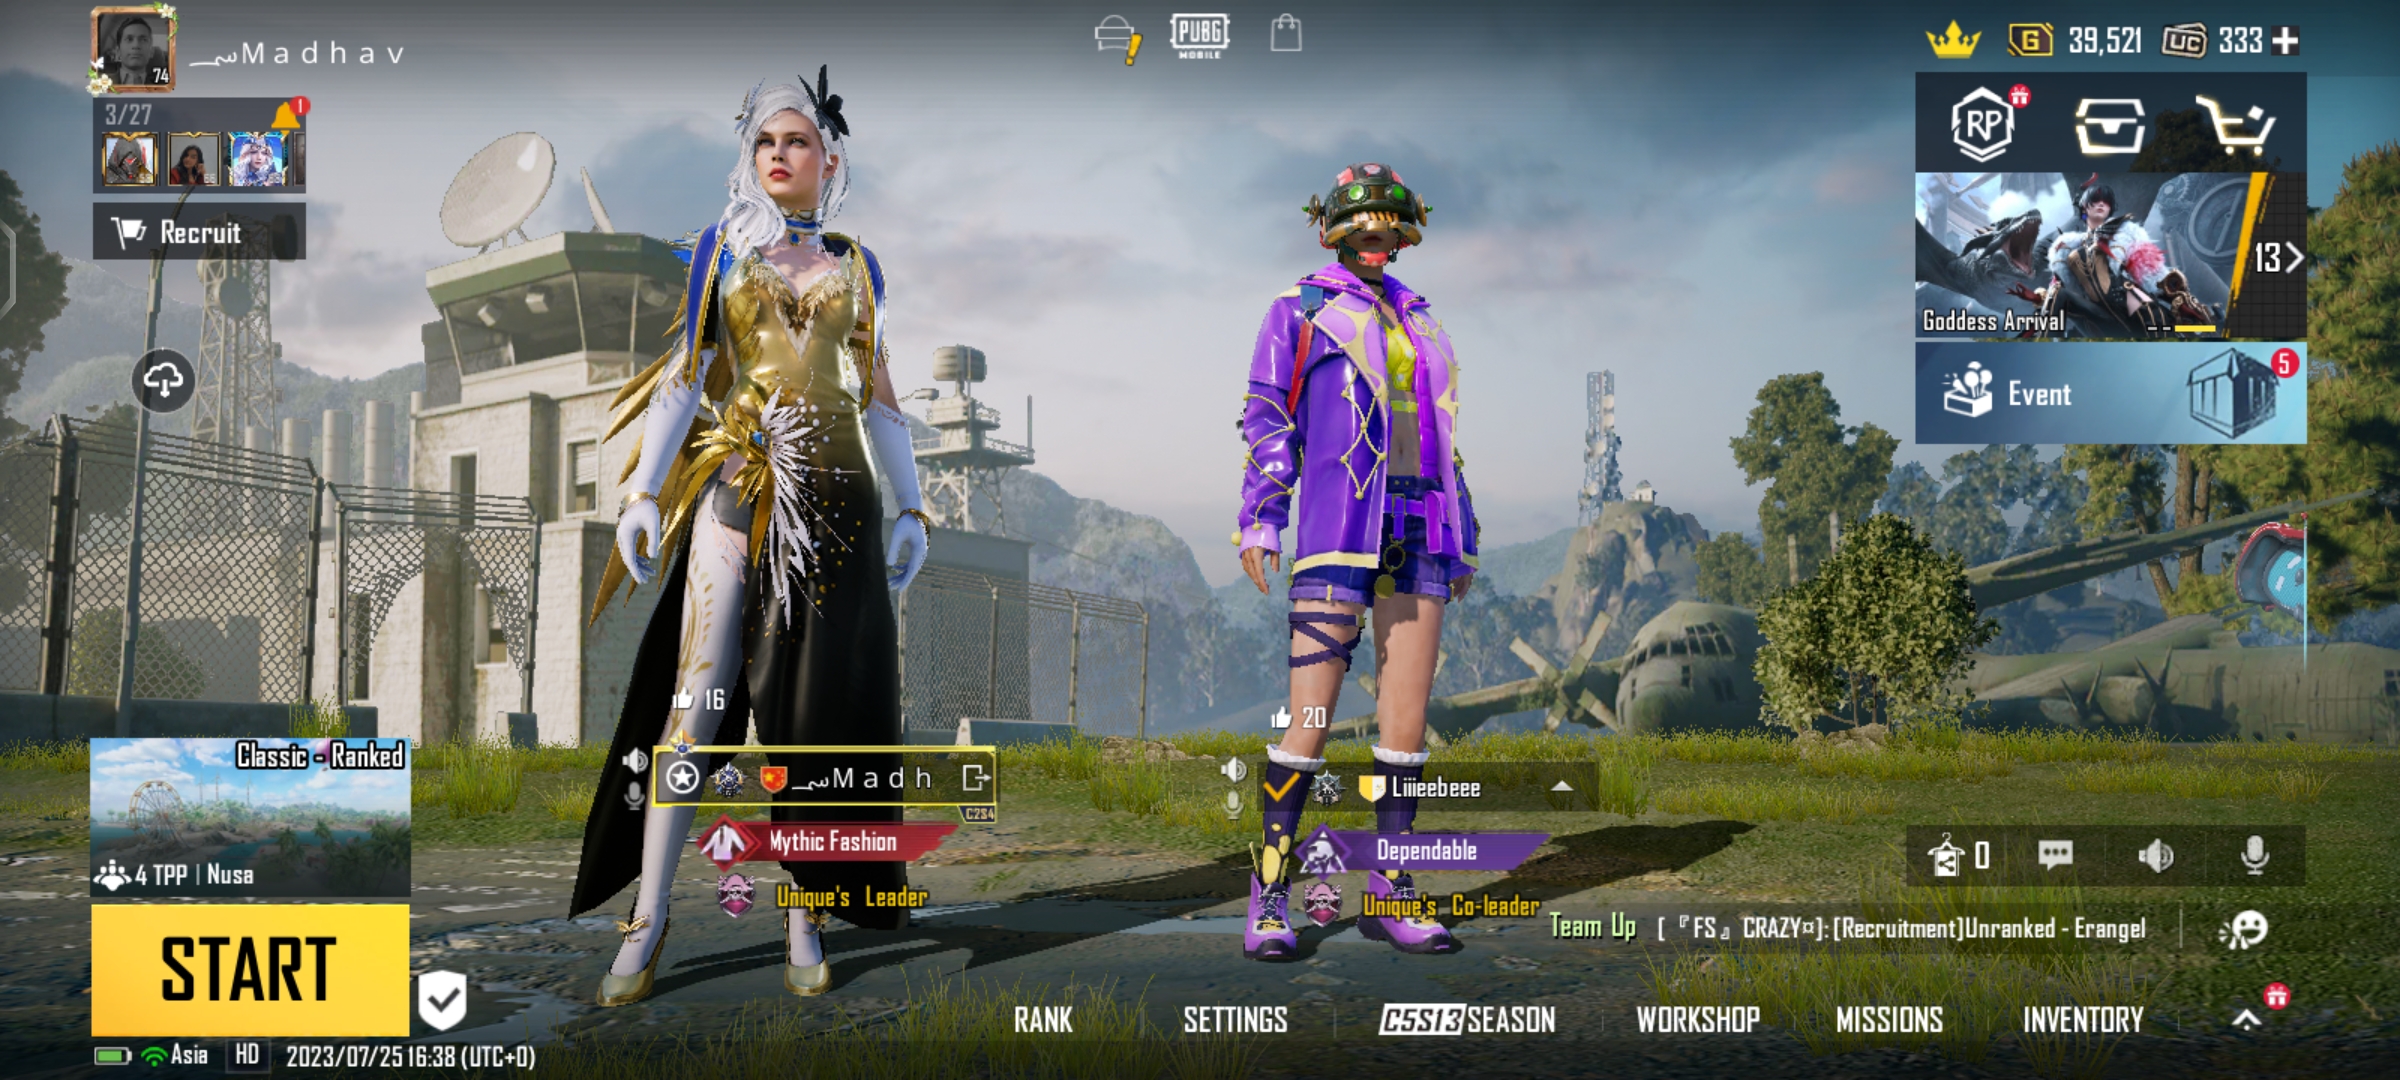 ؄ﮩM a d h a v
74
PUBG
MOBILE
G 39,521
UC 333
3/27
1
Recruit
RP
Goddess Arrival
13
Event
5
16
20
؄ﮩM a d h
C2S4
Mythic Fashion
Unique's Leader
Liiieebeee
Dependable
Unique's Co-leader
Classic - Ranked
4 TPP | Nusa
START
0
Team Up [『FS』CRAZY¤]:[Recruitment]Unranked - Erangel
RANK
SETTINGS
C5S13 SEASON
WORKSHOP
MISSIONS
INVENTORY
Asia HD 2023/07/25 16:38 (UTC+0)